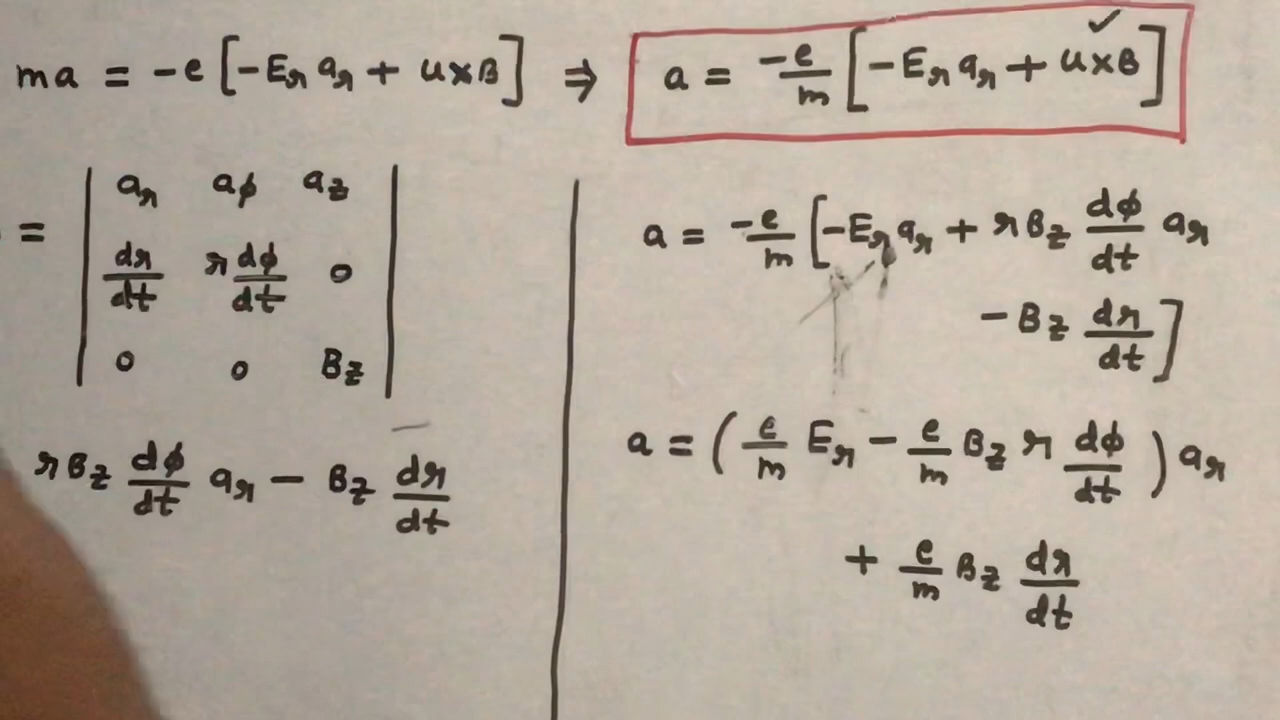 ma = -e [-Er ar + u×B] ⇒ a = -e/m [-Er ar + u×B] ✓
= | ar aϕ az |
| dr/dt r dϕ/dt 0 |
| 0 0 Bz |
r Bz dϕ/dt ar - Bz dr/dt
a = -e/m [-Er ar + r Bz dϕ/dt ar
- Bz dr/dt]
a = (e/m Er - e/m Bz r dϕ/dt) ar
+ e/m Bz dr/dt